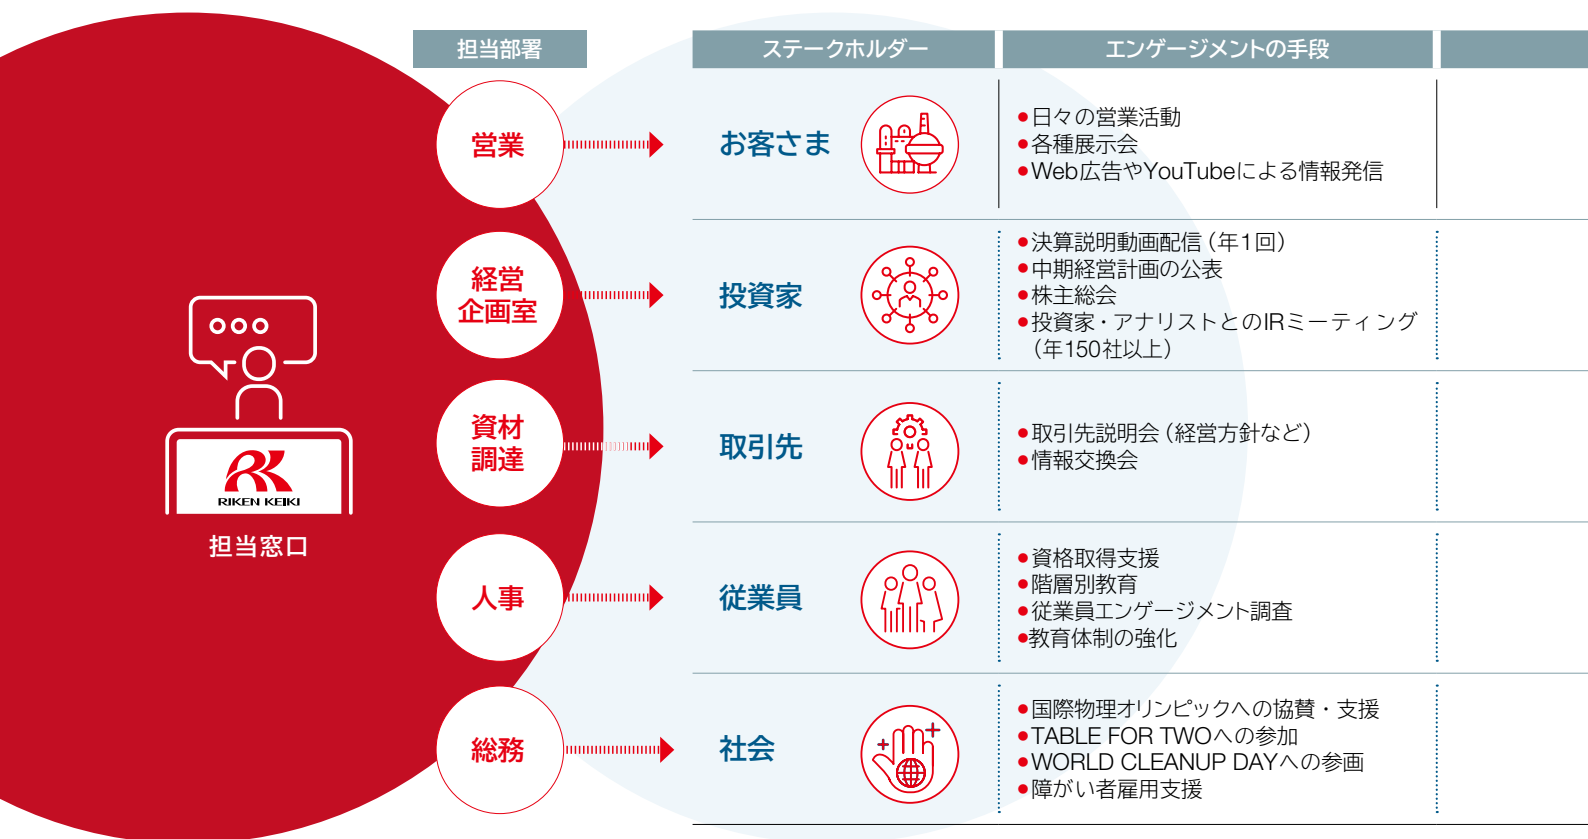 担当部署
ステークホルダー
エンゲージメントの手段
営業
お客さま
●日々の営業活動
●各種展示会
●Web広告やYouTubeによる情報発信
経営
企画室
投資家
●決算説明動画配信(年1回)
●中期経営計画の公表
●株主総会
●投資家・アナリストとのIRミーティング
(年150社以上)
資材
調達
取引先
●取引先説明会(経営方針など)
●情報交換会
RIKEN KEIKI
担当窓口
人事
従業員
●資格取得支援
●階層別教育
●従業員エンゲージメント調査
●教育体制の強化
総務
社会
●国際物理オリンピックへの協賛・支援
●TABLE FOR TWOへの参加
●WORLD CLEANUP DAYへの参画
●障がい者雇用支援